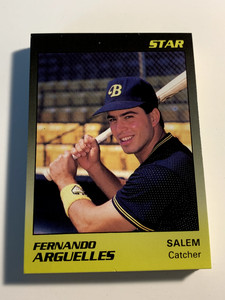 STAR
B
FERNANDO
ARGUELLES
SALEM
Catcher